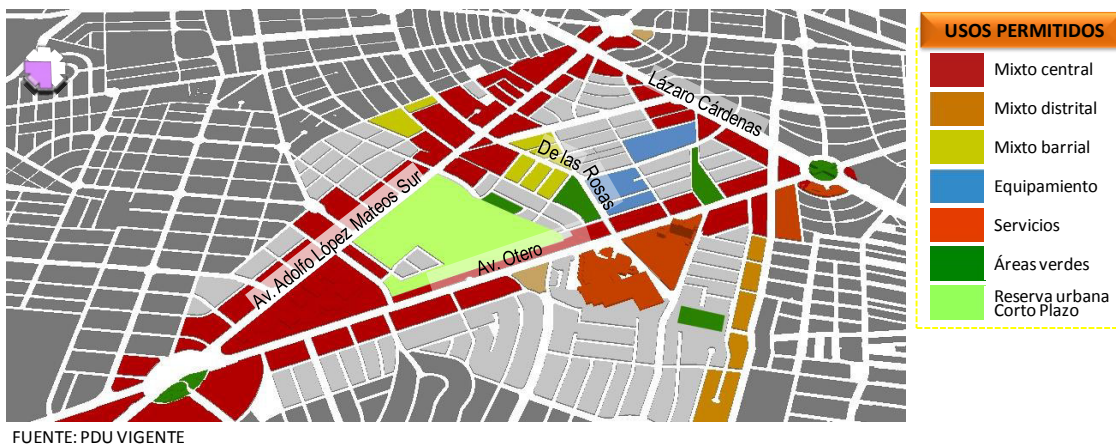 Lázaro Cárdenas
De las Rosas
Av. Adolfo López Mateos Sur
Av. Otero
USOS PERMITIDOS
Mixto central
Mixto distrital
Mixto barrial
Equipamiento
Servicios
Áreas verdes
Reserva urbana
Corto Plazo
FUENTE: PDU VIGENTE